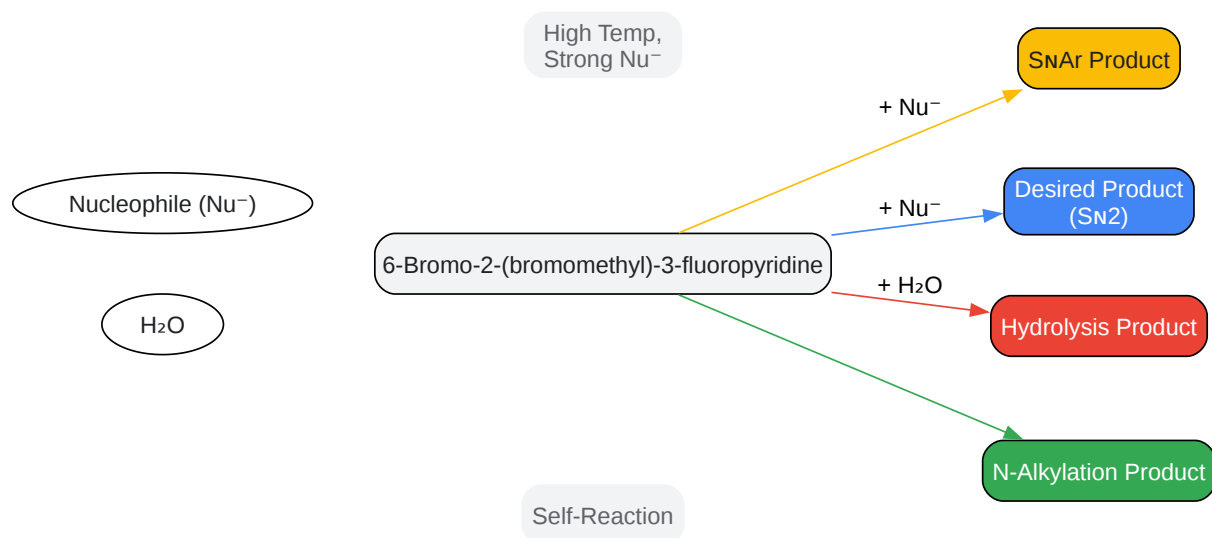 High Temp,
Strong Nu⁻
SɴAr Product
+ Nu⁻
Nucleophile (Nu⁻)
Desired Product
(Sɴ2)
+ Nu⁻
6-Bromo-2-(bromomethyl)-3-fluoropyridine
+ H₂O
H₂O
Hydrolysis Product
N-Alkylation Product
Self-Reaction